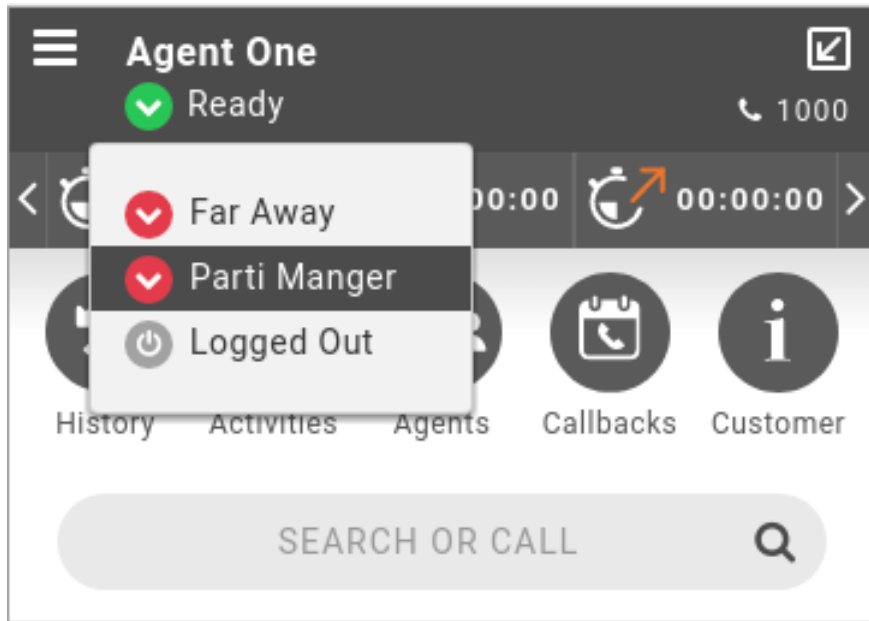 Agent One
Ready
1000
Far Away
00:00
00:00:00
Parti Manger
Logged Out
History Activities Agents Callbacks Customer
SEARCH OR CALL